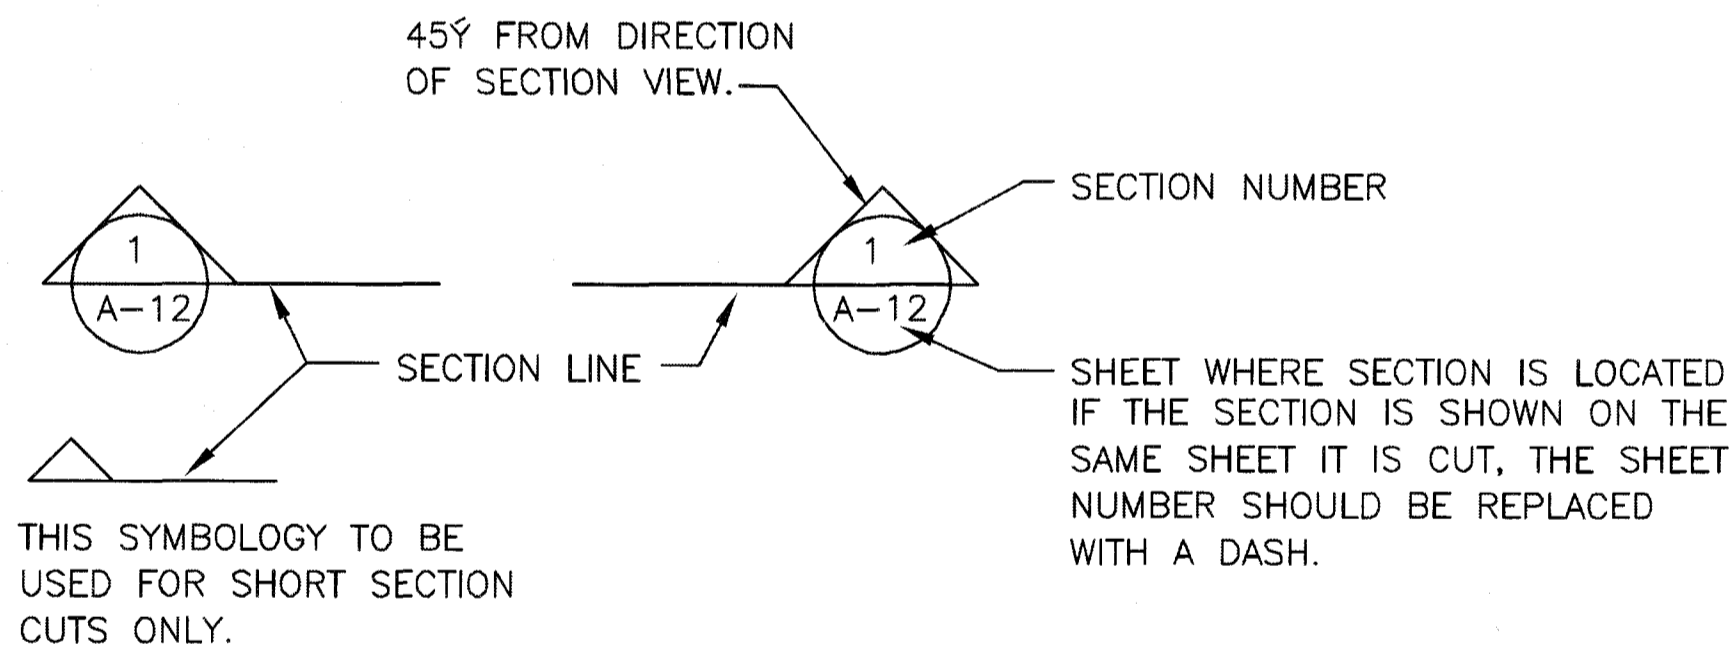 45Ý FROM DIRECTION
OF SECTION VIEW.
SECTION NUMBER
1
A-12
1
A-12
SECTION LINE
SHEET WHERE SECTION IS LOCATED
IF THE SECTION IS SHOWN ON THE
SAME SHEET IT IS CUT, THE SHEET
NUMBER SHOULD BE REPLACED
WITH A DASH.
THIS SYMBOLOGY TO BE
USED FOR SHORT SECTION
CUTS ONLY.